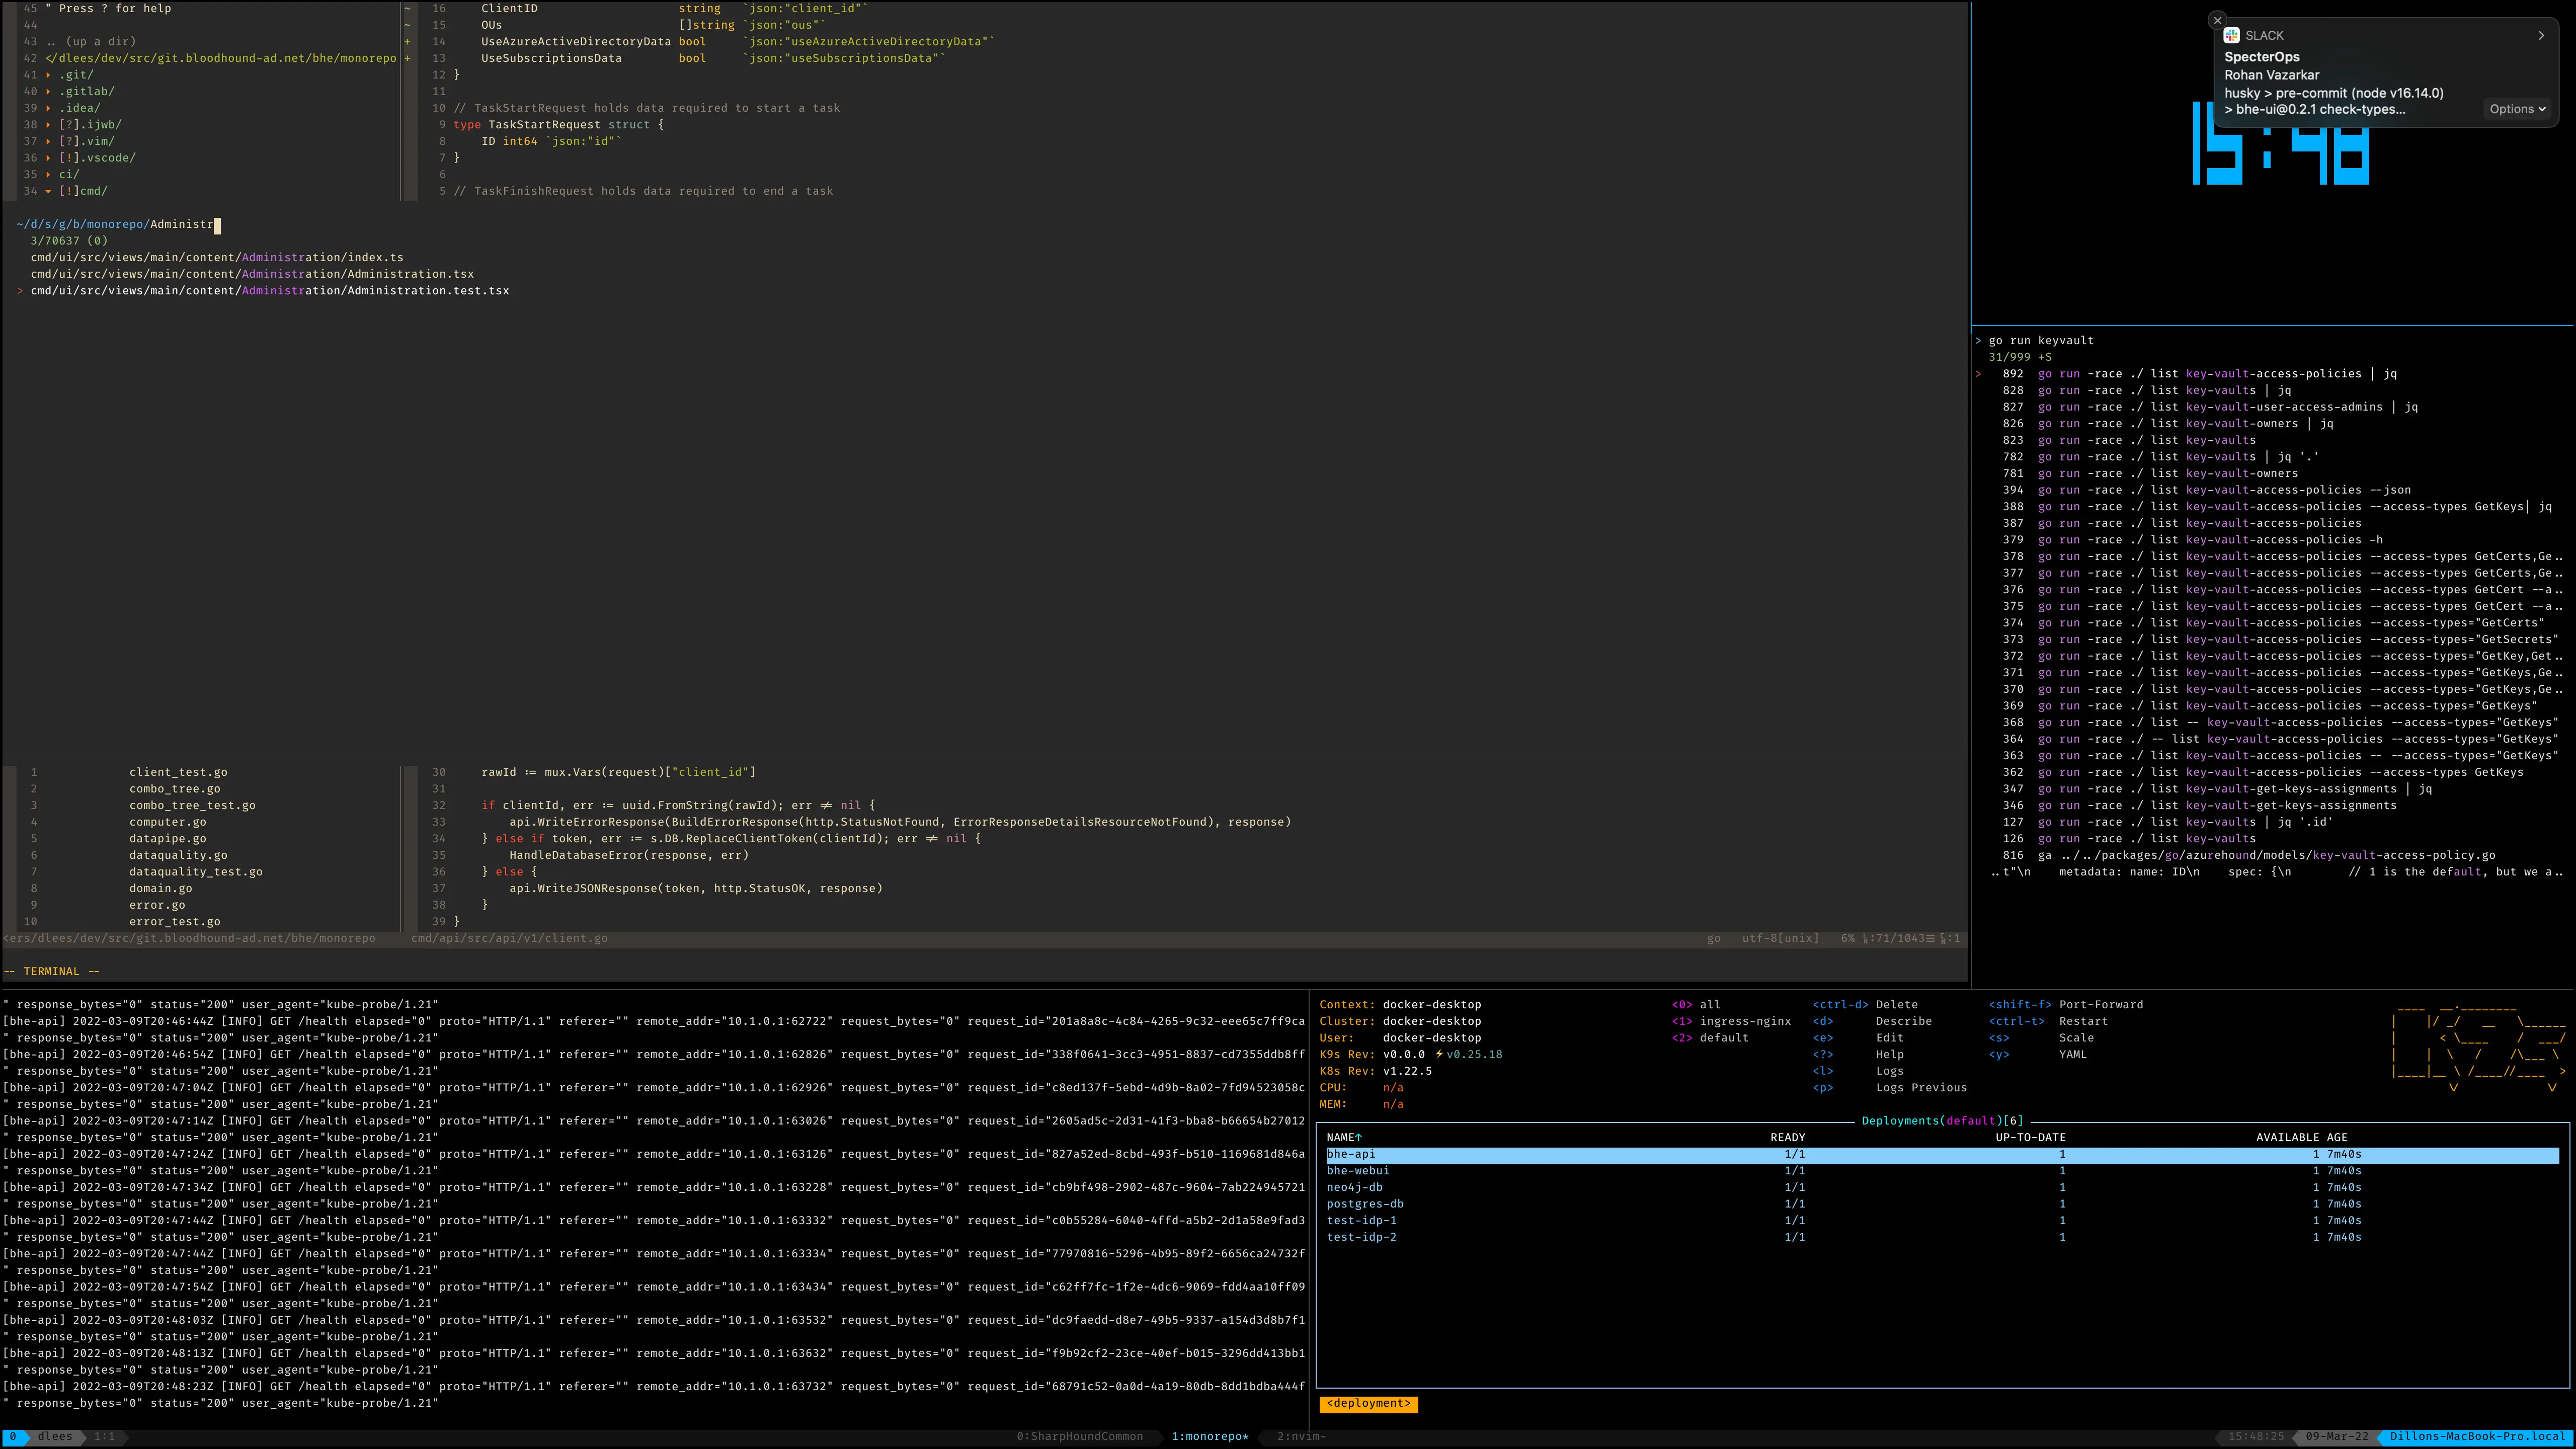 45 " Press ? for help
44
43 .. (up a dir)
42 </dlees/dev/src/git.bloodhound-ad.net/bhe/monorepo
41 ▸ .git/
40 ▸ .gitlab/
39 ▸ .idea/
38 ▸ [?].ijwb/
37 ▸ [?].vim/
36 ▸ [!].vscode/
35 ▸ ci/
34 ▾ [!]cmd/
~ 16 ClientID string `json:"client_id"`
~ 15 OUs []string `json:"ous"`
+ 14 UseAzureActiveDirectoryData bool `json:"useAzureActiveDirectoryData"`
+ 13 UseSubscriptionsData bool `json:"useSubscriptionsData"`
12 }
11
10 // TaskStartRequest holds data required to start a task
9 type TaskStartRequest struct {
8 ID int64 `json:"id"`
7 }
6
5 // TaskFinishRequest holds data required to end a task
~/d/s/g/b/monorepo/Administr
3/70637 (0)
cmd/ui/src/views/main/content/Administration/index.ts
cmd/ui/src/views/main/content/Administration/Administration.tsx
> cmd/ui/src/views/main/content/Administration/Administration.test.tsx
1 client_test.go
2 combo_tree.go
3 combo_tree_test.go
4 computer.go
5 datapipe.go
6 dataquality.go
7 dataquality_test.go
8 domain.go
9 error.go
10 error_test.go
30 rawId := mux.Vars(request)["client_id"]
31
32 if clientId, err := uuid.FromString(rawId); err ≠ nil {
33 api.WriteErrorResponse(BuildErrorResponse(http.StatusNotFound, ErrorResponseDetailsResourceNotFound), response)
34 } else if token, err := s.DB.ReplaceClientToken(clientId); err ≠ nil {
35 HandleDatabaseError(response, err)
36 } else {
37 api.WriteJSONResponse(token, http.StatusOK, response)
38 }
39 }
<ers/dlees/dev/src/git.bloodhound-ad.net/bhe/monorepo cmd/api/src/api/v1/client.go go utf-8[unix] 6% :71/1043 :1
-- TERMINAL --
SLACK
SpecterOps
Rohan Vazarkar
husky > pre-commit (node v16.14.0)
> bhe-ui@0.2.1 check-types...
Options
15:48
> go run keyvault
31/999 +S
> 892 go run -race ./ list key-vault-access-policies | jq
828 go run -race ./ list key-vaults | jq
827 go run -race ./ list key-vault-user-access-admins | jq
826 go run -race ./ list key-vault-owners | jq
823 go run -race ./ list key-vaults
782 go run -race ./ list key-vaults | jq '.'
781 go run -race ./ list key-vault-owners
394 go run -race ./ list key-vault-access-policies --json
388 go run -race ./ list key-vault-access-policies --access-types GetKeys| jq
387 go run -race ./ list key-vault-access-policies
379 go run -race ./ list key-vault-access-policies -h
378 go run -race ./ list key-vault-access-policies --access-types GetCerts,Ge..
377 go run -race ./ list key-vault-access-policies --access-types GetCerts,Ge..
376 go run -race ./ list key-vault-access-policies --access-types GetCert --a..
375 go run -race ./ list key-vault-access-policies --access-types GetCert --a..
374 go run -race ./ list key-vault-access-policies --access-types="GetCerts"
373 go run -race ./ list key-vault-access-policies --access-types="GetSecrets"
372 go run -race ./ list key-vault-access-policies --access-types="GetKey,Get..
371 go run -race ./ list key-vault-access-policies --access-types="GetKeys,Ge..
370 go run -race ./ list key-vault-access-policies --access-types="GetKeys,Ge..
369 go run -race ./ list key-vault-access-policies --access-types="GetKeys"
368 go run -race ./ list -- key-vault-access-policies --access-types="GetKeys"
364 go run -race ./ -- list key-vault-access-policies --access-types="GetKeys"
363 go run -race ./ list key-vault-access-policies -- --access-types="GetKeys"
362 go run -race ./ list key-vault-access-policies --access-types GetKeys
347 go run -race ./ list key-vault-get-keys-assignments | jq
346 go run -race ./ list key-vault-get-keys-assignments
127 go run -race ./ list key-vaults | jq '.id'
126 go run -race ./ list key-vaults
816 ga ../../packages/go/azurehound/models/key-vault-access-policy.go
..t"\n metadata: name: ID\n spec: {\n // 1 is the default, but we a..
" response_bytes="0" status="200" user_agent="kube-probe/1.21"
[bhe-api] 2022-03-09T20:46:44Z [INFO] GET /health elapsed="0" proto="HTTP/1.1" referer="" remote_addr="10.1.0.1:62722" request_bytes="0" request_id="201a8a8c-4c84-4265-9c32-eee65c7ff9ca
" response_bytes="0" status="200" user_agent="kube-probe/1.21"
[bhe-api] 2022-03-09T20:46:54Z [INFO] GET /health elapsed="0" proto="HTTP/1.1" referer="" remote_addr="10.1.0.1:62826" request_bytes="0" request_id="338f0641-3cc3-4951-8837-cd7355ddb8ff
" response_bytes="0" status="200" user_agent="kube-probe/1.21"
[bhe-api] 2022-03-09T20:47:04Z [INFO] GET /health elapsed="0" proto="HTTP/1.1" referer="" remote_addr="10.1.0.1:62926" request_bytes="0" request_id="c8ed137f-5ebd-4d9b-8a02-7fd94523058c
" response_bytes="0" status="200" user_agent="kube-probe/1.21"
[bhe-api] 2022-03-09T20:47:14Z [INFO] GET /health elapsed="0" proto="HTTP/1.1" referer="" remote_addr="10.1.0.1:63026" request_bytes="0" request_id="2605ad5c-2d31-41f3-bba8-b66654b27012
" response_bytes="0" status="200" user_agent="kube-probe/1.21"
[bhe-api] 2022-03-09T20:47:24Z [INFO] GET /health elapsed="0" proto="HTTP/1.1" referer="" remote_addr="10.1.0.1:63126" request_bytes="0" request_id="827a52ed-8cbd-493f-b510-1169681d846a
" response_bytes="0" status="200" user_agent="kube-probe/1.21"
[bhe-api] 2022-03-09T20:47:34Z [INFO] GET /health elapsed="0" proto="HTTP/1.1" referer="" remote_addr="10.1.0.1:63228" request_bytes="0" request_id="cb9bf498-2902-487c-9604-7ab224945721
" response_bytes="0" status="200" user_agent="kube-probe/1.21"
[bhe-api] 2022-03-09T20:47:44Z [INFO] GET /health elapsed="0" proto="HTTP/1.1" referer="" remote_addr="10.1.0.1:63332" request_bytes="0" request_id="c0b55284-6040-4ffd-a5b2-2d1a58e9fad3
" response_bytes="0" status="200" user_agent="kube-probe/1.21"
[bhe-api] 2022-03-09T20:47:44Z [INFO] GET /health elapsed="0" proto="HTTP/1.1" referer="" remote_addr="10.1.0.1:63334" request_bytes="0" request_id="77970816-5296-4b95-89f2-6656ca24732f
" response_bytes="0" status="200" user_agent="kube-probe/1.21"
[bhe-api] 2022-03-09T20:47:54Z [INFO] GET /health elapsed="0" proto="HTTP/1.1" referer="" remote_addr="10.1.0.1:63434" request_bytes="0" request_id="c62ff7fc-1f2e-4dc6-9069-fdd4aa10ff09
" response_bytes="0" status="200" user_agent="kube-probe/1.21"
[bhe-api] 2022-03-09T20:48:03Z [INFO] GET /health elapsed="0" proto="HTTP/1.1" referer="" remote_addr="10.1.0.1:63532" request_bytes="0" request_id="dc9faedd-d8e7-49b5-9337-a154d3d8b7f1
" response_bytes="0" status="200" user_agent="kube-probe/1.21"
[bhe-api] 2022-03-09T20:48:13Z [INFO] GET /health elapsed="0" proto="HTTP/1.1" referer="" remote_addr="10.1.0.1:63632" request_bytes="0" request_id="f9b92cf2-23ce-40ef-b015-3296dd413bb1
" response_bytes="0" status="200" user_agent="kube-probe/1.21"
[bhe-api] 2022-03-09T20:48:23Z [INFO] GET /health elapsed="0" proto="HTTP/1.1" referer="" remote_addr="10.1.0.1:63732" request_bytes="0" request_id="68791c52-0a0d-4a19-80db-8dd1bdba444f
" response_bytes="0" status="200" user_agent="kube-probe/1.21"
Context: docker-desktop <0> all <ctrl-d> Delete <shift-f> Port-Forward
Cluster: docker-desktop <1> ingress-nginx <d> Describe <ctrl-t> Restart
User: docker-desktop <2> default <e> Edit <s> Scale
K9s Rev: v0.0.0 ⚡v0.25.18 <?> Help <y> YAML
K8s Rev: v1.22.5 <l> Logs
CPU: n/a <p> Logs Previous
MEM: n/a
K9s
Deployments(default)[6]
NAME↑ READY UP-TO-DATE AVAILABLE AGE
bhe-api 1/1 1 1 7m40s
bhe-webui 1/1 1 1 7m40s
neo4j-db 1/1 1 1 7m40s
postgres-db 1/1 1 1 7m40s
test-idp-1 1/1 1 1 7m40s
test-idp-2 1/1 1 1 7m40s
<deployment>
0 dlees 1:1 0:SharpHoundCommon 1:monorepo* 2:nvim- 15:48:25 09-Mar-22 Dillons-MacBook-Pro.local